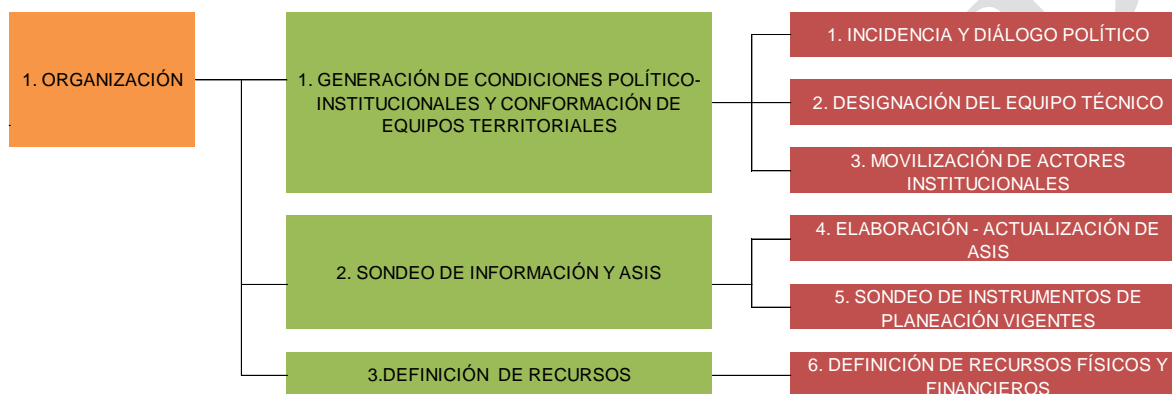 1. ORGANIZACIÓN
1. GENERACIÓN DE CONDICIONES POLÍTICO-
INSTITUCIONALES Y CONFORMACIÓN DE
EQUIPOS TERRITORIALES
1. INCIDENCIA Y DIÁLOGO POLÍTICO
2. DESIGNACIÓN DEL EQUIPO TÉCNICO
3. MOVILIZACIÓN DE ACTORES
INSTITUCIONALES
2. SONDEO DE INFORMACIÓN Y ASIS
4. ELABORACIÓN - ACTUALIZACIÓN DE
ASIS
5. SONDEO DE INSTRUMENTOS DE
PLANEACIÓN VIGENTES
3.DEFINICIÓN DE RECURSOS
6. DEFINICIÓN DE RECURSOS FÍSICOS Y
FINANCIEROS